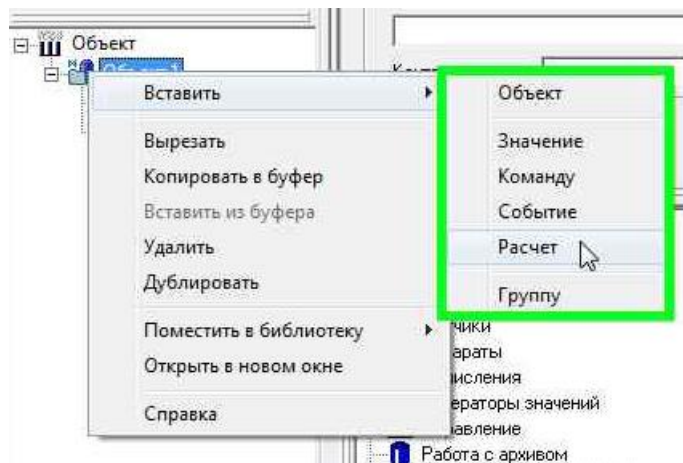 Объект
Вставить
Объект
Вырезать
Значение
Копировать в буфер
Команду
Вставить из буфера
Событие
Удалить
Расчет
Дублировать
Группу
Поместить в библиотеку
Открыть в новом окне
Справка
Работа с архивом